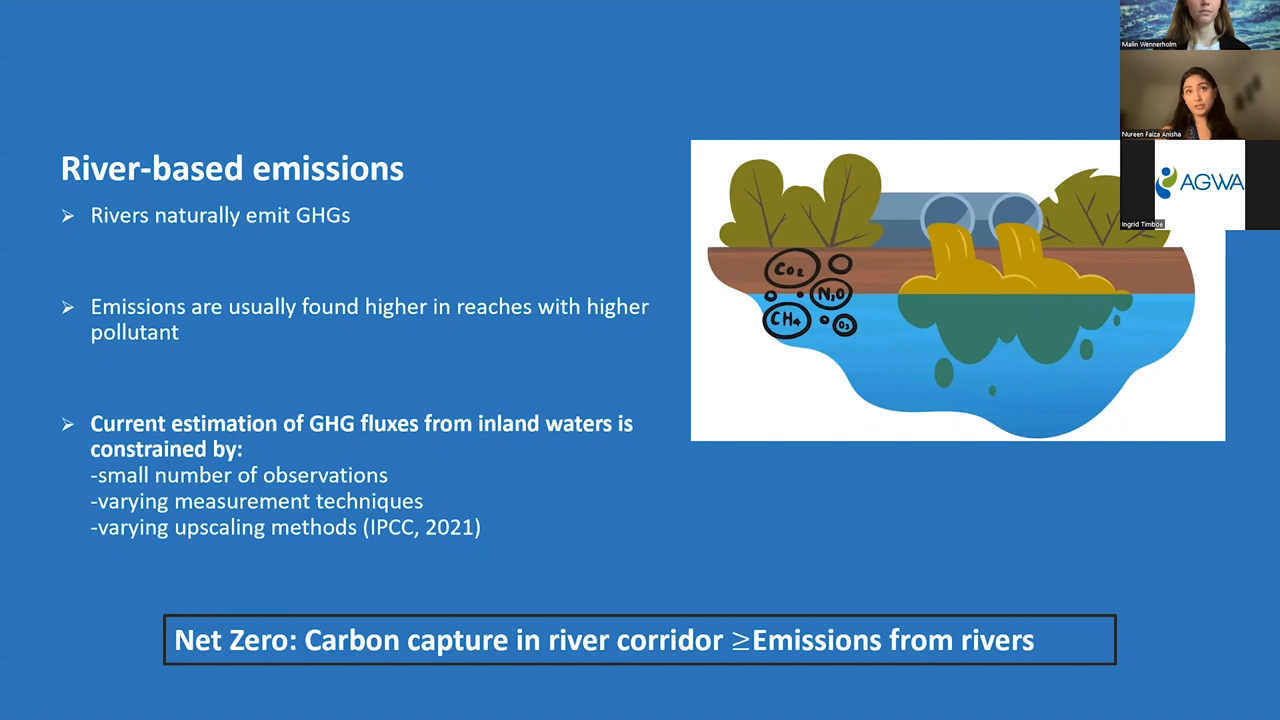 River-based emissions
➢ Rivers naturally emit GHGs
➢ Emissions are usually found higher in reaches with higher
pollutant
➢ Current estimation of GHG fluxes from inland waters is
constrained by:
-small number of observations
-varying measurement techniques
-varying upscaling methods (IPCC, 2021)
CO₂
N₂O
CH₄
O₃
Net Zero: Carbon capture in river corridor ≥Emissions from rivers
Malin Wennerholm
Nureen Faiza Anisha
AGWA
Ingrid Timboe